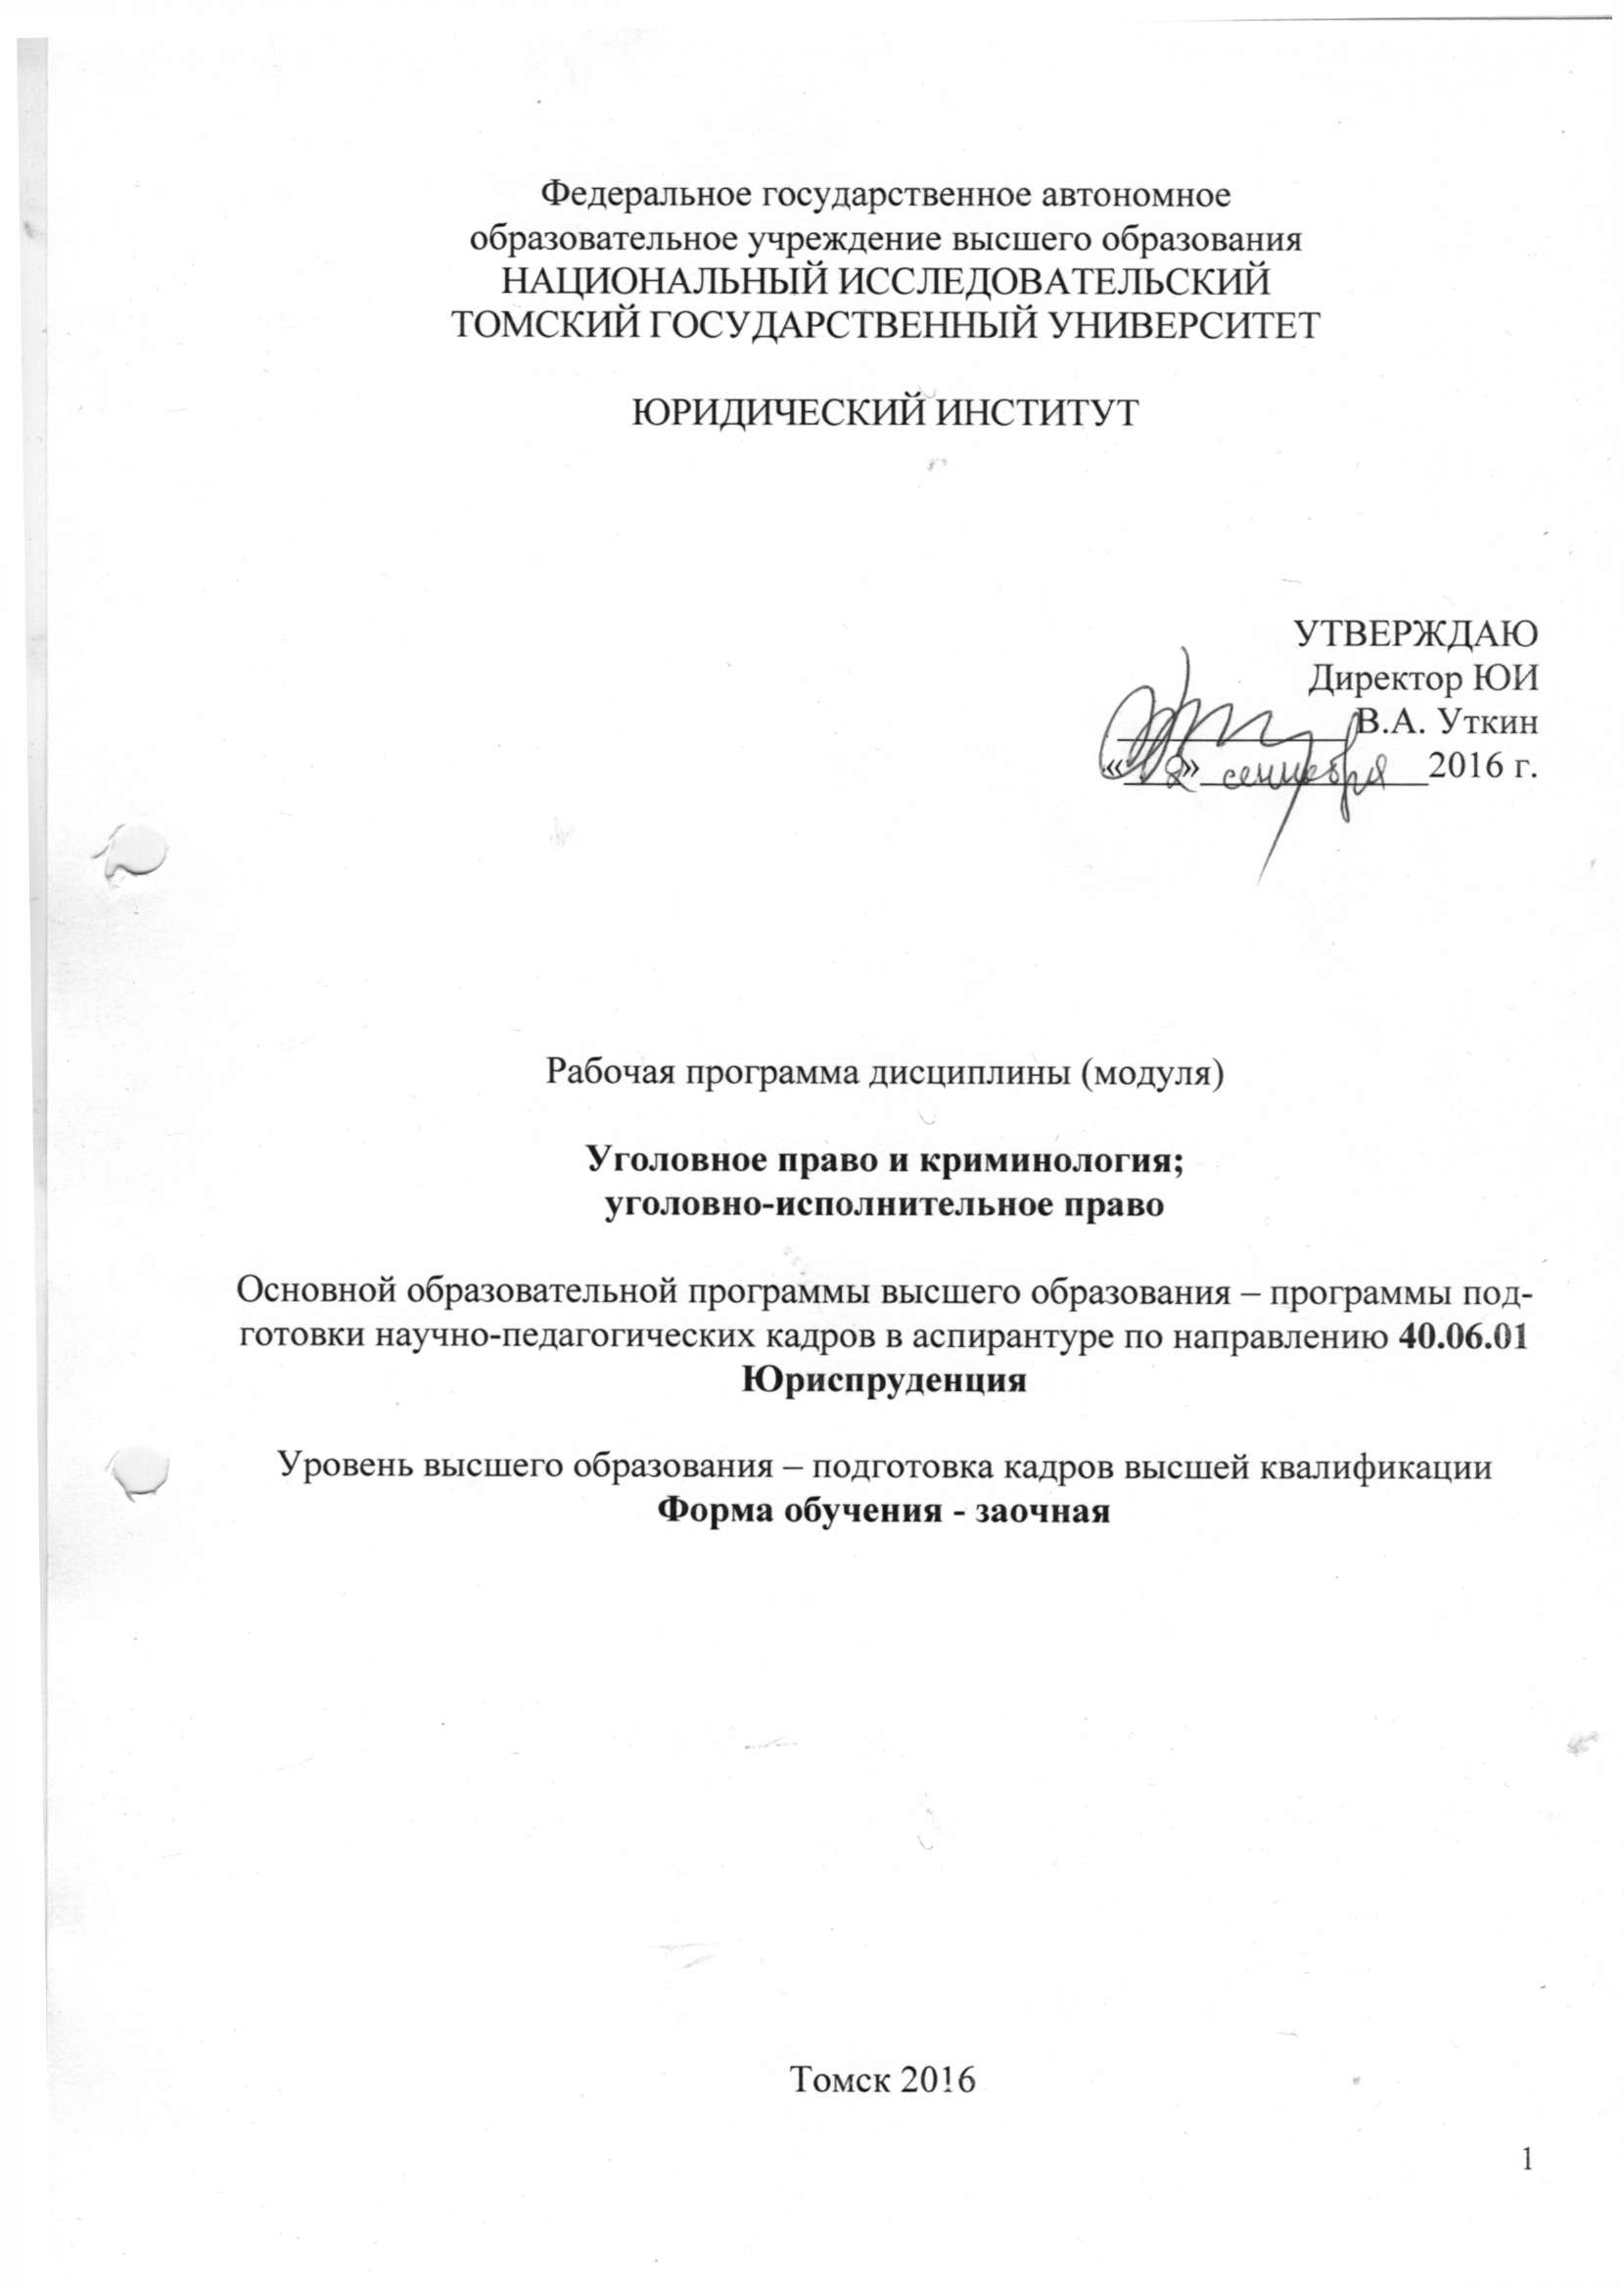 Федеральное государственное автономное
образовательное учреждение высшего образования
НАЦИОНАЛЬНЫЙ ИССЛЕДОВАТЕЛЬСКИЙ
ТОМСКИЙ ГОСУДАРСТВЕННЫЙ УНИВЕРСИТЕТ
ЮРИДИЧЕСКИЙ ИНСТИТУТ
УТВЕРЖДАЮ
Директор ЮИ
В.А. Уткин
« » сентября 2016 г.
Рабочая программа дисциплины (модуля)
Уголовное право и криминология;
уголовно-исполнительное право
Основной образовательной программы высшего образования – программы под-
готовки научно-педагогических кадров в аспирантуре по направлению 40.06.01
Юриспруденция
Уровень высшего образования – подготовка кадров высшей квалификации
Форма обучения - заочная
Томск 2016
1